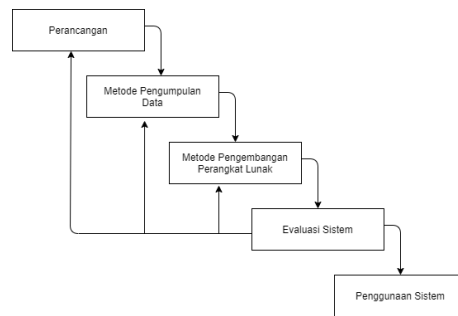 Perancangan
Metode Pengumpulan
Data
Metode Pengembangan
Perangkat Lunak
Evaluasi Sistem
Penggunaan Sistem